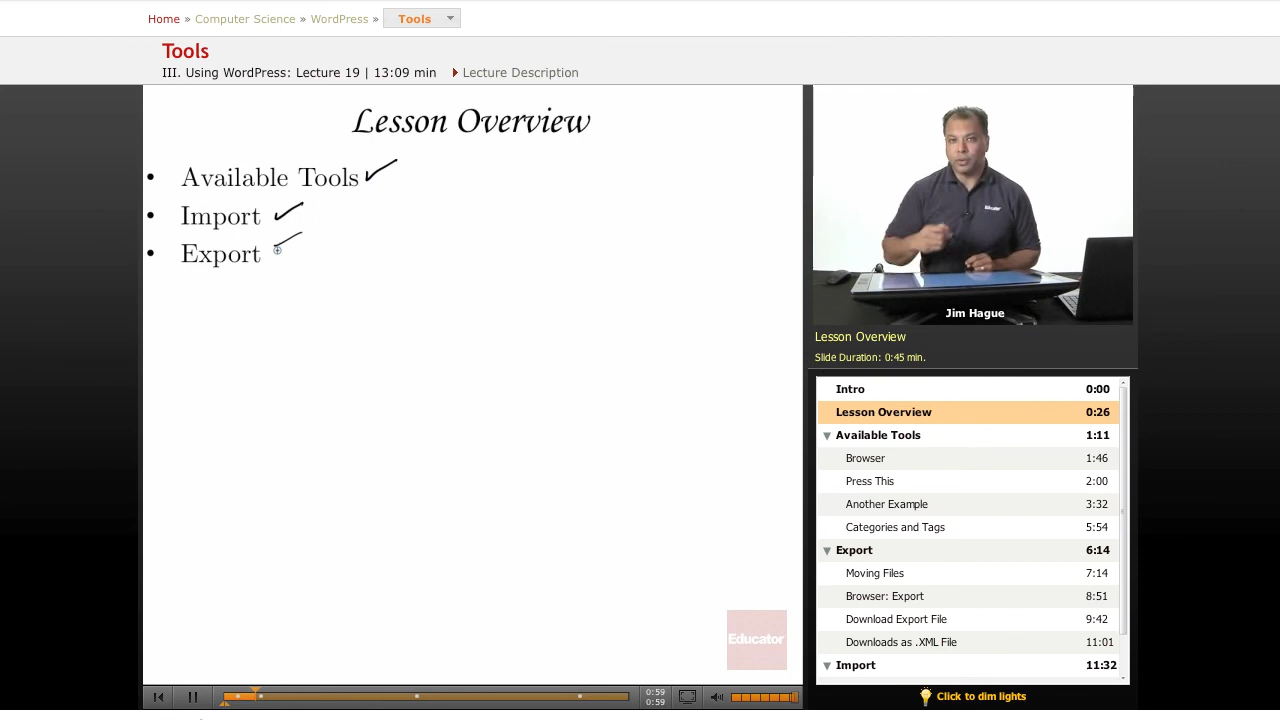 Home » Computer Science » WordPress » Tools
Tools
III. Using WordPress: Lecture 19 | 13:09 min Lecture Description
Lesson Overview
• Available Tools
• Import
• Export
Educator
Jim Hague
Lesson Overview
Slide Duration: 0:45 min.
Intro 0:00
Lesson Overview 0:26
Available Tools 1:11
Browser 1:46
Press This 2:00
Another Example 3:32
Categories and Tags 5:54
Export 6:14
Moving Files 7:14
Browser: Export 8:51
Download Export File 9:42
Downloads as .XML File 11:01
Import 11:32
0:59
0:59
Click to dim lights